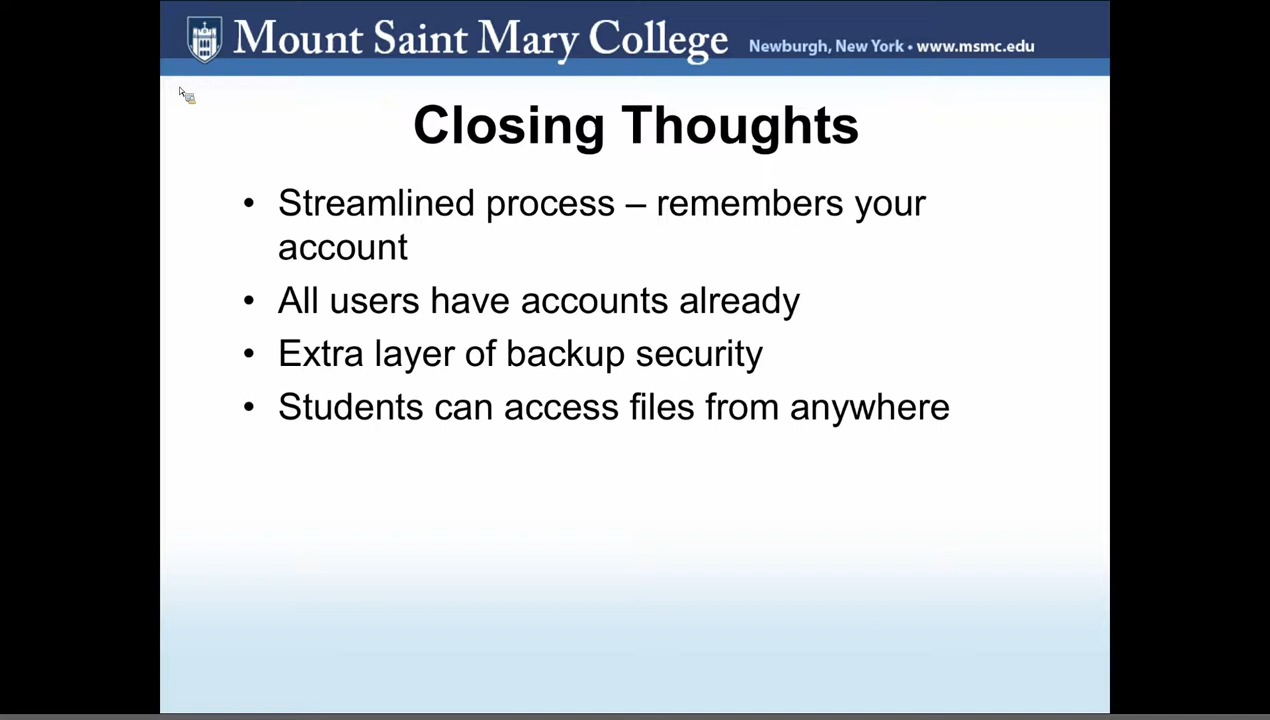 Mount Saint Mary College Newburgh, New York • www.msmc.edu
Closing Thoughts
• Streamlined process – remembers your
account
• All users have accounts already
• Extra layer of backup security
• Students can access files from anywhere